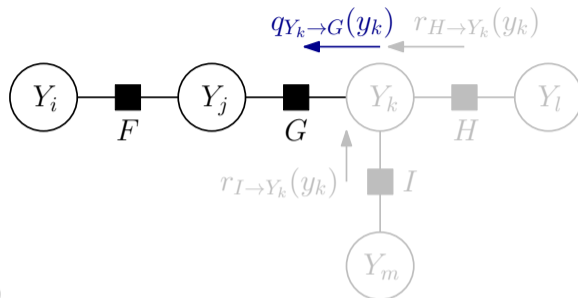 q_{Y_k→G}(y_k) r_{H→Y_k}(y_k)
Y_i Y_j Y_k Y_l
F G H
r_{I→Y_k}(y_k) I
Y_m